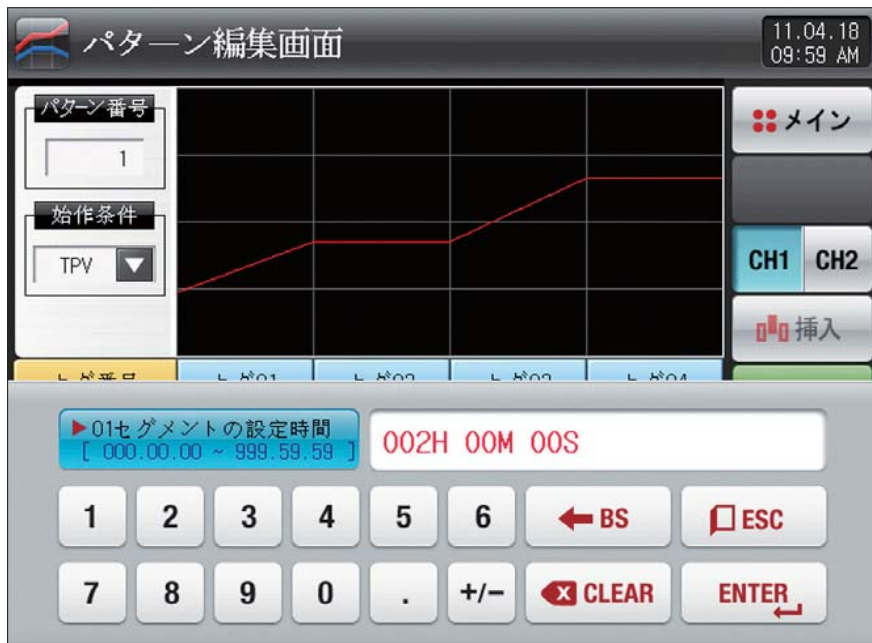 パターン編集画面
11.04.18
09:59 AM
パターン番号
1
始作条件
TPV
メイン
CH1 CH2
挿入
▶01セグメントの設定時間
[ 000.00.00 ~ 999.59.59 ]
002H 00M 00S
1 2 3 4 5 6 BS ESC
7 8 9 0 . +/- CLEAR ENTER